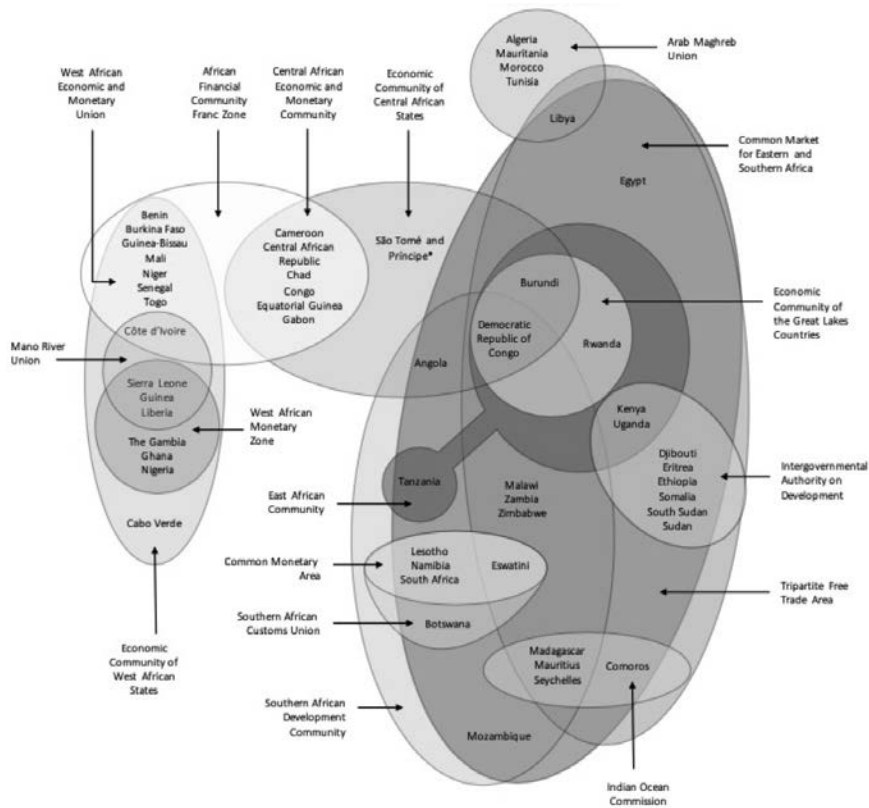 Algeria
Mauritania
Morocco
Tunisia
Arab Maghreb
Union
West African
Economic and
Monetary
Union
African
Financial
Community
Franc Zone
Central African
Economic and
Monetary
Community
Economic
Community of
Central African
States
Libya
Common Market
for Eastern and
Southern Africa
Egypt
Benin
Burkina Faso
Guinea-Bissau
Mali
Niger
Senegal
Togo
Cameroon
Central African
Republic
Chad
Congo
Equatorial Guinea
Gabon
São Tomé and
Príncipe*
Burundi
Economic
Community of
the Great Lakes
Countries
Côte d'Ivoire
Democratic
Republic of
Congo
Rwanda
Mano River
Union
Angola
Sierra Leone
Guinea
Liberia
West African
Monetary
Zone
Kenya
Uganda
The Gambia
Ghana
Nigeria
Djibouti
Eritrea
Ethiopia
Somalia
South Sudan
Sudan
Intergovernmental
Authority on
Development
Tanzania
Malawi
Zambia
Zimbabwe
East African
Community
Cabo Verde
Common Monetary
Area
Lesotho
Namibia
South Africa
Eswatini
Tripartite Free
Trade Area
Southern African
Customs Union
Botswana
Economic
Community of
West African
States
Madagascar
Mauritius
Seychelles
Comoros
Southern African
Development
Community
Mozambique
Indian Ocean
Commission